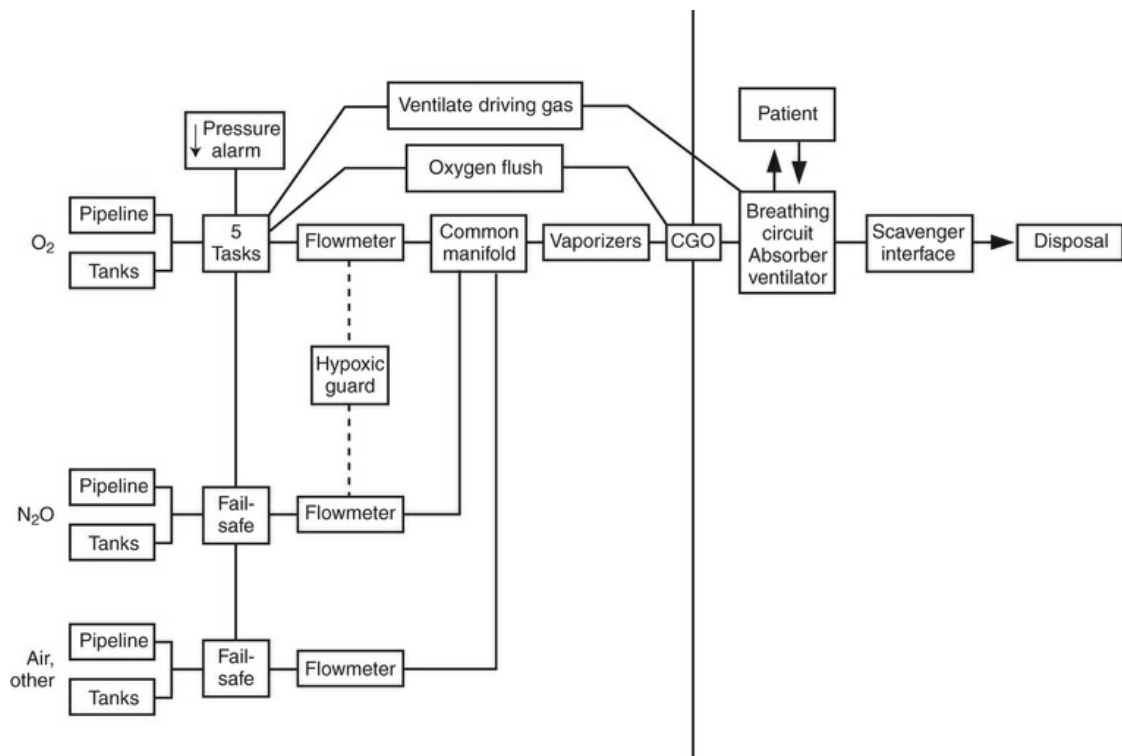 Ventilate driving gas
Pressure
alarm
Patient
Oxygen flush
O₂
Pipeline
Tanks
5
Tasks
Flowmeter
Common
manifold
Vaporizers
CGO
Breathing
circuit
Absorber
ventilator
Scavenger
interface
Disposal
Hypoxic
guard
N₂O
Pipeline
Tanks
Fail-
safe
Flowmeter
Air,
other
Pipeline
Tanks
Fail-
safe
Flowmeter